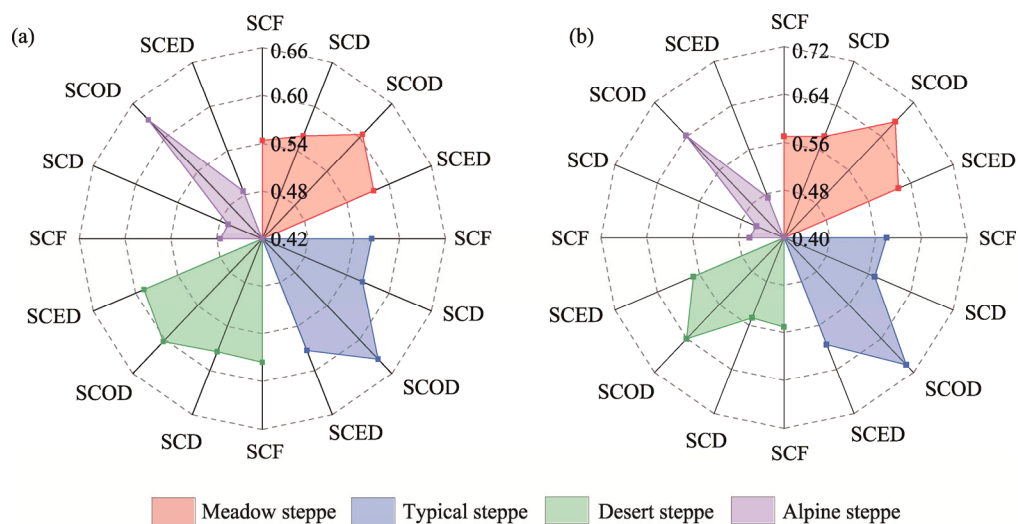 (a)
SCF
SCED
0.66
SCD
SCOD
0.60
SCOD
SCD
0.54
SCED
0.48
SCF
0.42
SCF
SCED
SCD
SCOD
SCOD
SCD
SCED
SCF
(b)
SCF
SCED
0.72
SCD
SCOD
0.64
SCOD
SCD
0.56
SCED
0.48
SCF
0.40
SCF
SCED
SCD
SCOD
SCOD
SCD
SCED
SCF
Meadow steppe
Typical steppe
Desert steppe
Alpine steppe